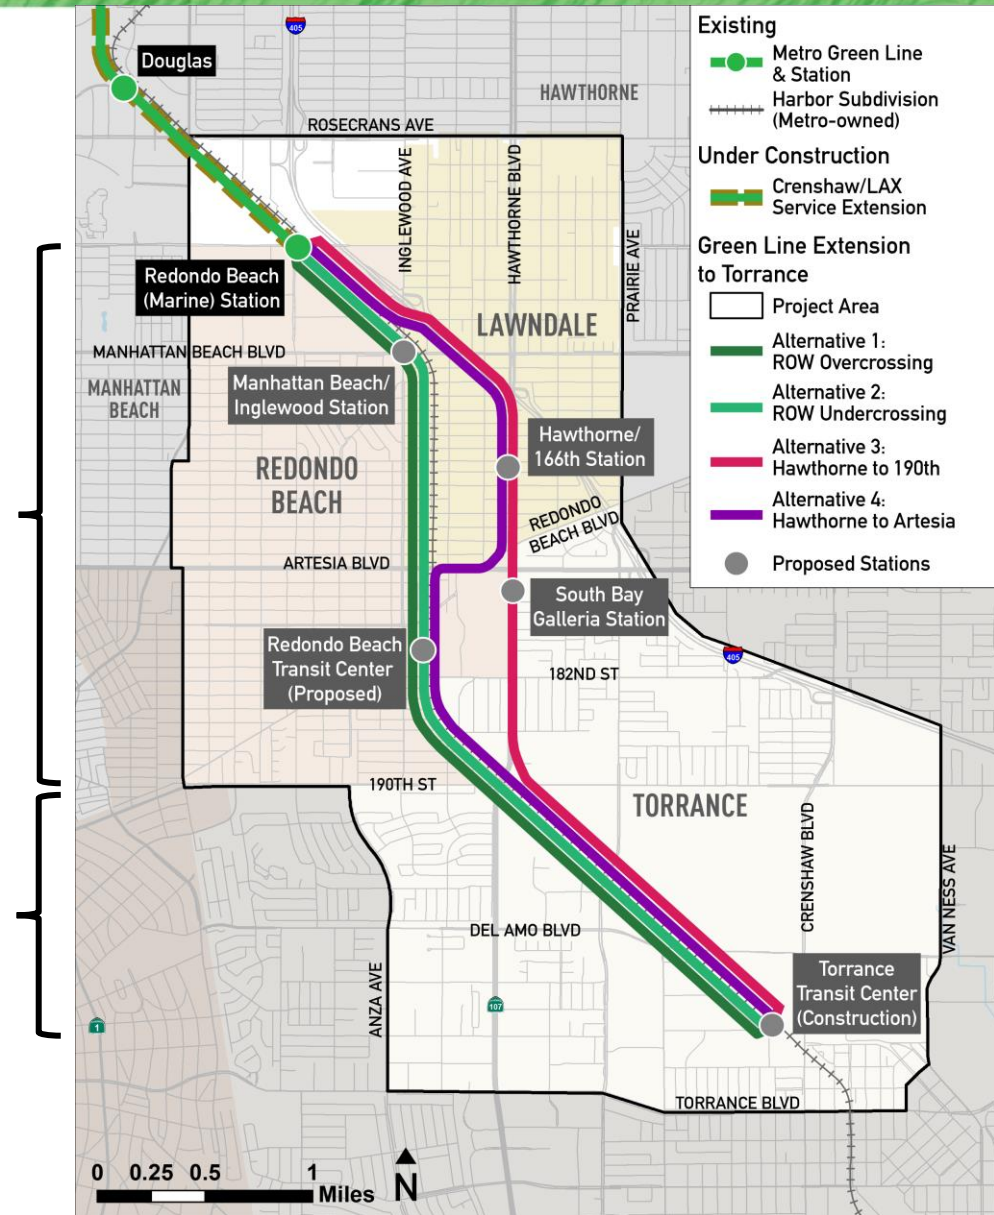 405
Douglas
HAWTHORNE
ROSECRANS AVE
INGLEWOOD AVE
HAWTHORNE BLVD
PRAIRIE AVE
Redondo Beach
(Marine) Station
LAWNDALE
MANHATTAN BEACH BLVD
MANHATTAN
BEACH
Manhattan Beach/
Inglewood Station
Hawthorne/
166th Station
REDONDO
BEACH
REDONDO
BEACH BLVD
ARTESIA BLVD
South Bay
Galleria Station
Redondo Beach
Transit Center
(Proposed)
405
182ND ST
190TH ST
TORRANCE
CRENSHAW BLVD
VAN NESS AVE
DEL AMO BLVD
ANZA AVE
107
1
Torrance
Transit Center
(Construction)
TORRANCE BLVD
0 0.25 0.5 1
Miles
N
Existing
Metro Green Line
& Station
Harbor Subdivision
(Metro-owned)
Under Construction
Crenshaw/LAX
Service Extension
Green Line Extension
to Torrance
Project Area
Alternative 1:
ROW Overcrossing
Alternative 2:
ROW Undercrossing
Alternative 3:
Hawthorne to 190th
Alternative 4:
Hawthorne to Artesia
Proposed Stations